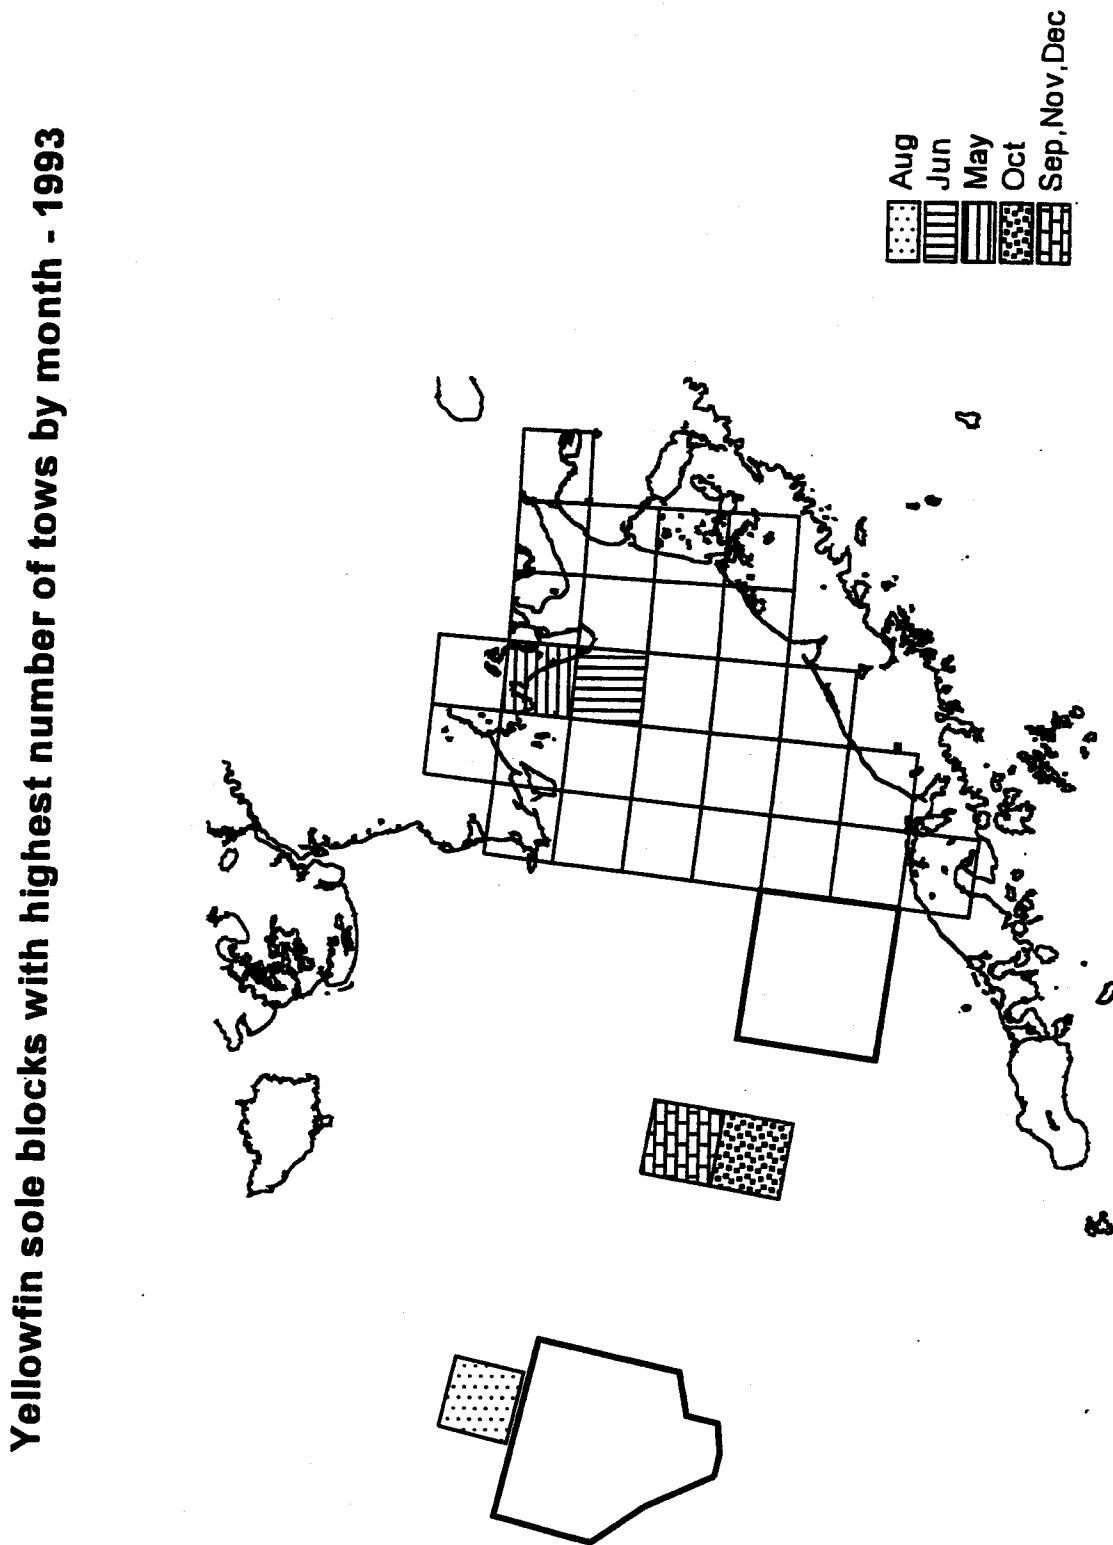 Yellowfin sole blocks with highest number of tows by month - 1993
Aug
Jun
May
Oct
Sep,Nov,Dec